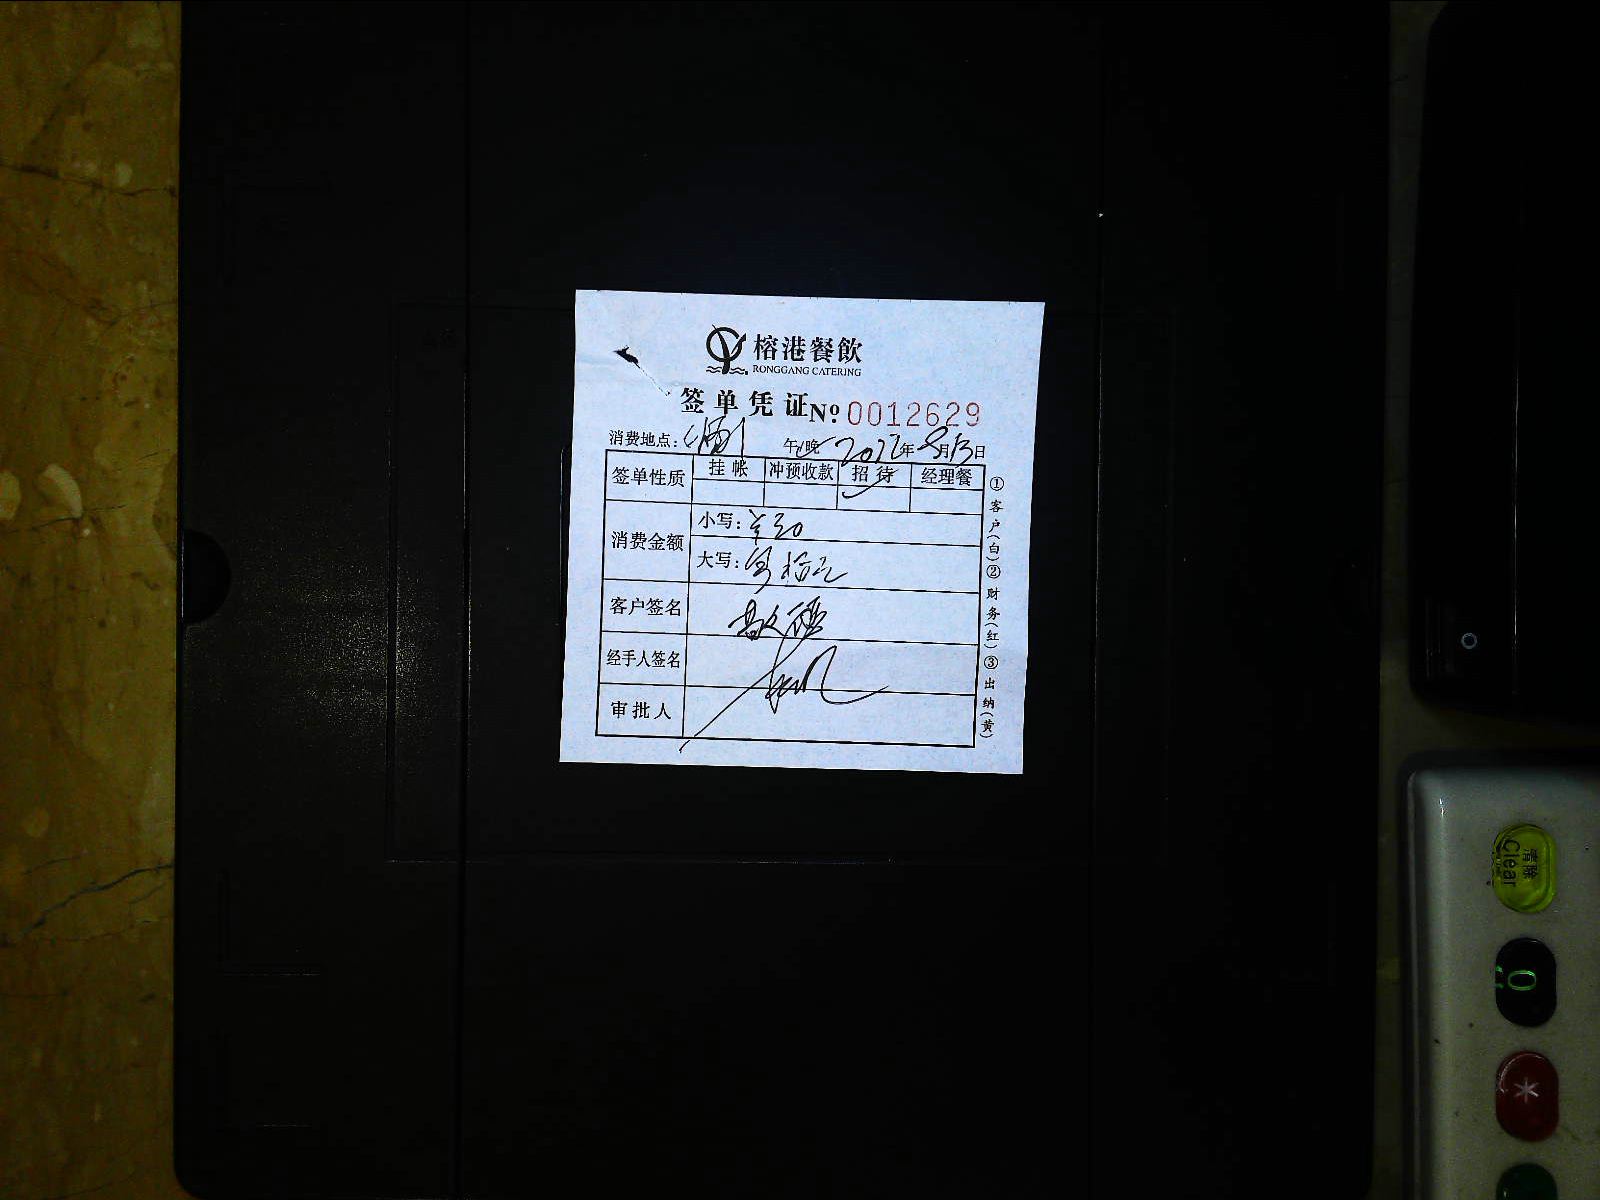 榕港餐飲
RONGGANG CATERING
签单凭证 No: 0012629
消费地点: 午/晚 2022年8月13日
签单性质 挂帐 冲预收款 招待 经理餐
消费金额 小写:
大写: 拾元
客户签名
经手人签名
审批人
①客户(白)②财务(红)③出纳(黄)
清除
Clear
0
*